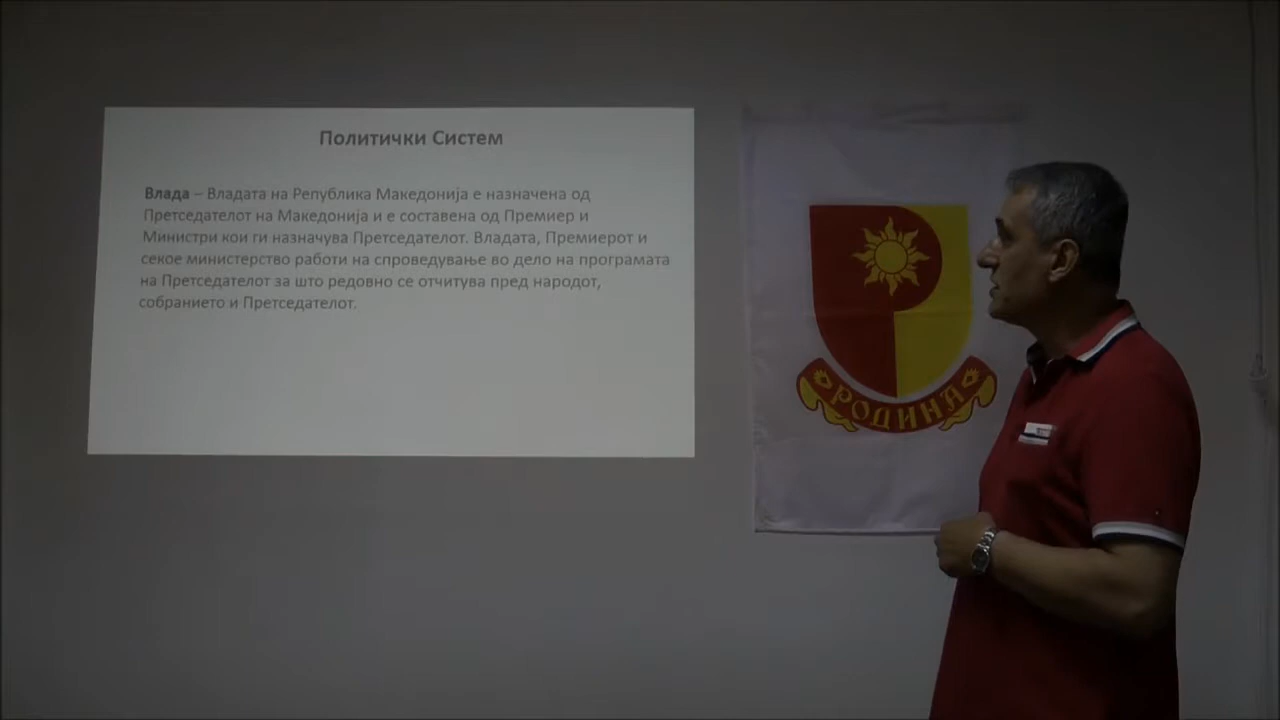 Политички Систем
Влада – Владата на Република Македонија е назначена од
Претседателот на Македонија и е составена од Премиер и
Министри кои ги назначува Претседателот. Владата, Премиерот и
секое министерство работи на спроведување во дело на програмата
на Претседателот за што редовно се отчитува пред народот,
собранието и Претседателот.
РОДИНА